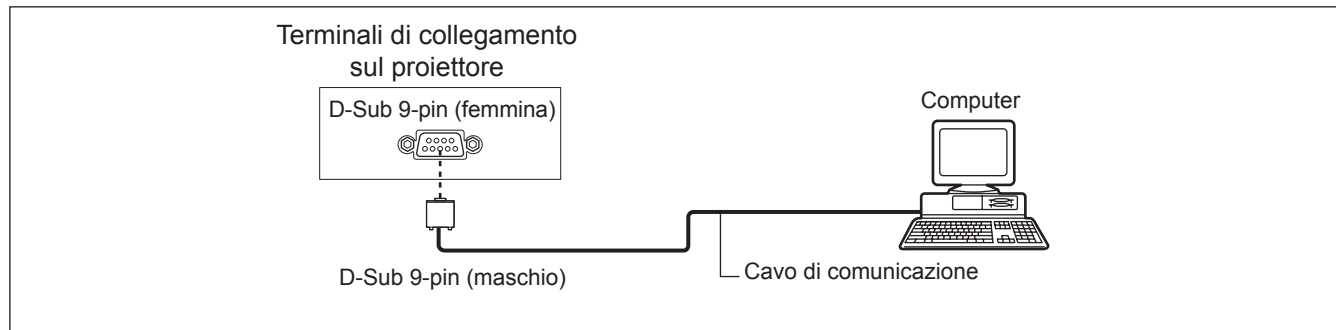 Terminali di collegamento
sul proiettore
D-Sub 9-pin (femmina)
Computer
D-Sub 9-pin (maschio)
Cavo di comunicazione